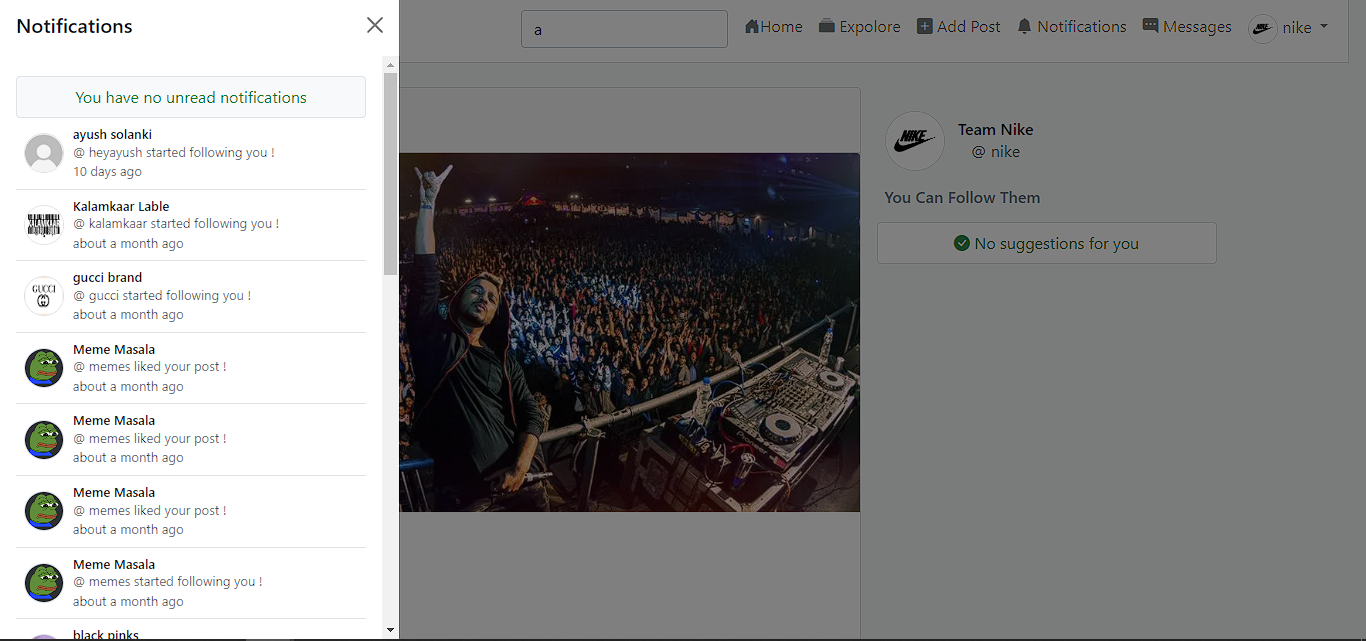 Notifications
You have no unread notifications
ayush solanki
@ heyayush started following you !
10 days ago
Kalamkaar Lable
@ kalamkaar started following you !
about a month ago
gucci brand
@ gucci started following you !
about a month ago
Meme Masala
@ memes liked your post !
about a month ago
Meme Masala
@ memes liked your post !
about a month ago
Meme Masala
@ memes liked your post !
about a month ago
Meme Masala
@ memes started following you !
about a month ago
black pinks
a
Home Expolore Add Post Notifications Messages nike
NIKE
Team Nike
@ nike
You Can Follow Them
No suggestions for you
KALAMKAAR
GUCCI